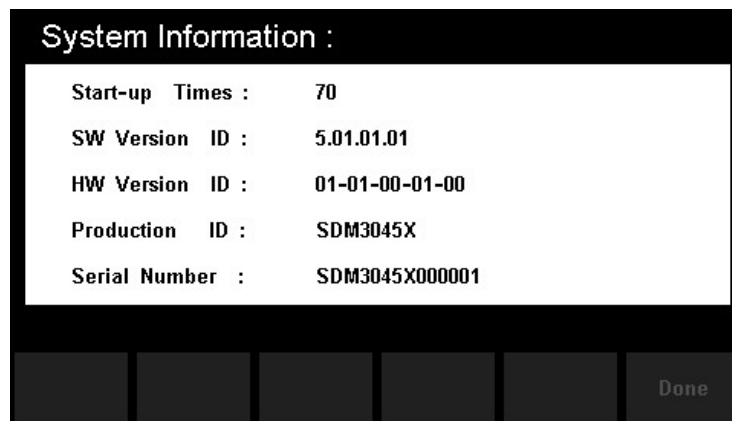 System Information :
Start-up Times : 70
SW Version ID : 5.01.01.01
HW Version ID : 01-01-00-01-00
Production ID : SDM3045X
Serial Number : SDM3045X000001
Done